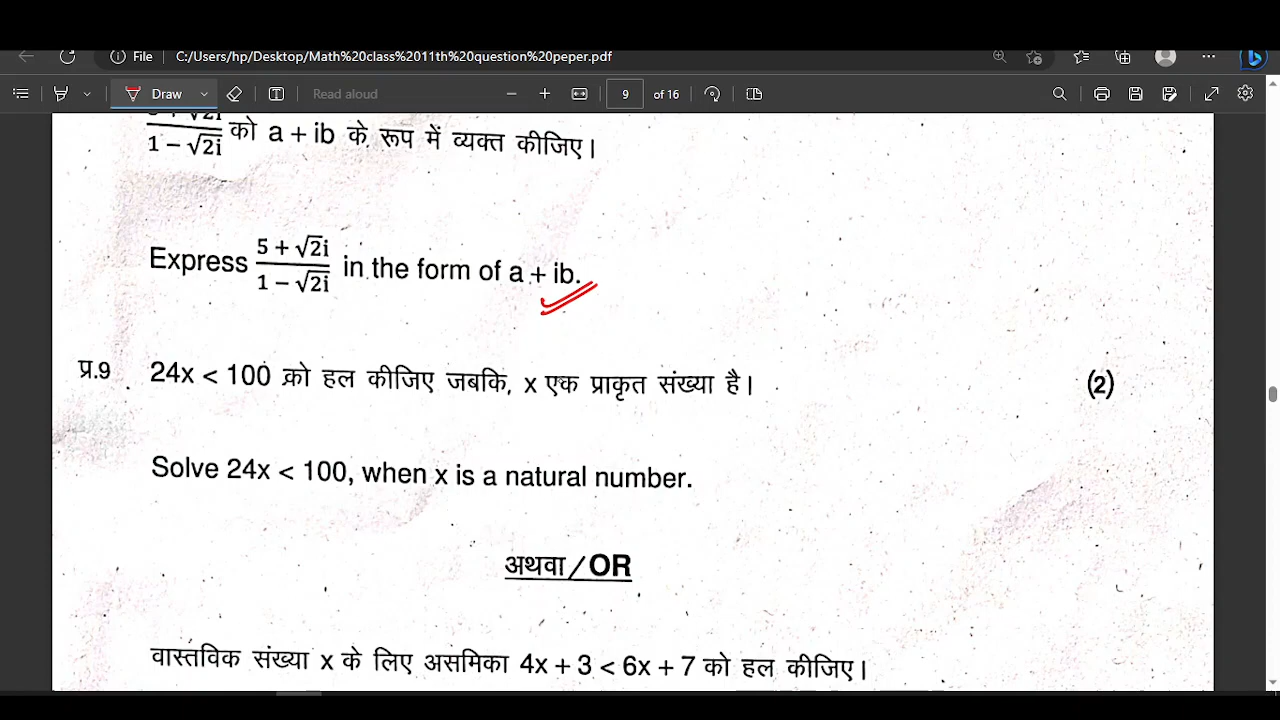 File C:/Users/hp/Desktop/Math%20class%2011th%20question%20peper.pdf
Draw Read aloud 9 of 16
5 + √2i / 1 − √2i को a + ib के रूप में व्यक्त कीजिए।
Express 5 + √2i / 1 − √2i in the form of a + ib.
प्र.9 24x < 100 को हल कीजिए जबकि, x एक प्राकृत संख्या है। (2)
Solve 24x < 100, when x is a natural number.
अथवा/OR
वास्तविक संख्या x के लिए असमिका 4x + 3 < 6x + 7 को हल कीजिए।